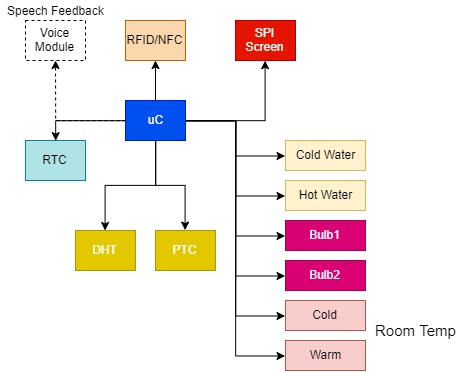 Speech Feedback
Voice
Module
RFID/NFC
SPI
Screen
uC
RTC
Cold Water
Hot Water
DHT
PTC
Bulb1
Bulb2
Cold
Room Temp
Warm